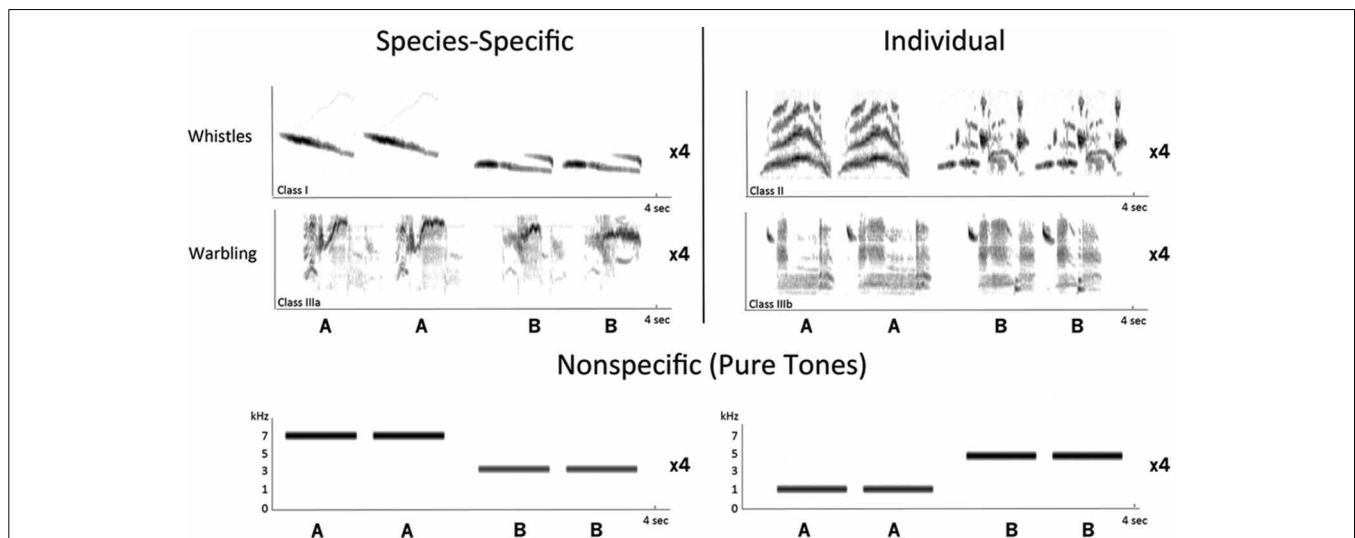 Species-Specific
Individual
Whistles
x4
x4
Class I
Class II
4 sec
4 sec
Warbling
x4
x4
Class IIIa
Class IIIb
4 sec
4 sec
A A B B
A A B B
Nonspecific (Pure Tones)
kHz
7
5
3
1
0
x4
4 sec
A A B B
kHz
7
5
3
1
0
x4
4 sec
A A B B